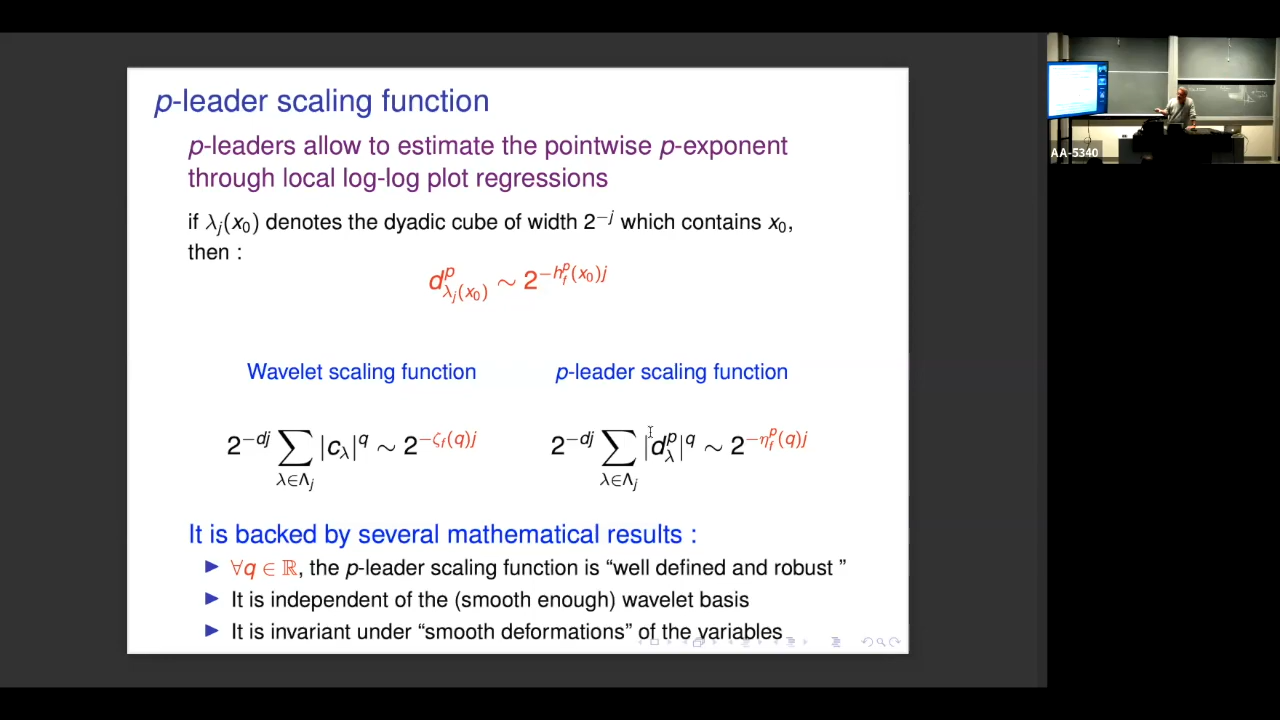 p-leader scaling function
p-leaders allow to estimate the pointwise p-exponent
through local log-log plot regressions
if λ_j(x_0) denotes the dyadic cube of width 2^{−j} which contains x_0,
then :
d^p_{λ_j(x_0)} ∼ 2^{−h^p_f(x_0)j}
Wavelet scaling function
p-leader scaling function
2^{−dj} ∑_{λ∈Λ_j} |c_λ|^q ∼ 2^{−ζ_f(q)j}
2^{−dj} ∑_{λ∈Λ_j} |d^p_λ|^q ∼ 2^{−η^p_f(q)j}
It is backed by several mathematical results :
▶ ∀q ∈ ℝ, the p-leader scaling function is “well defined and robust ”
▶ It is independent of the (smooth enough) wavelet basis
▶ It is invariant under “smooth deformations” of the variables
AA-5340